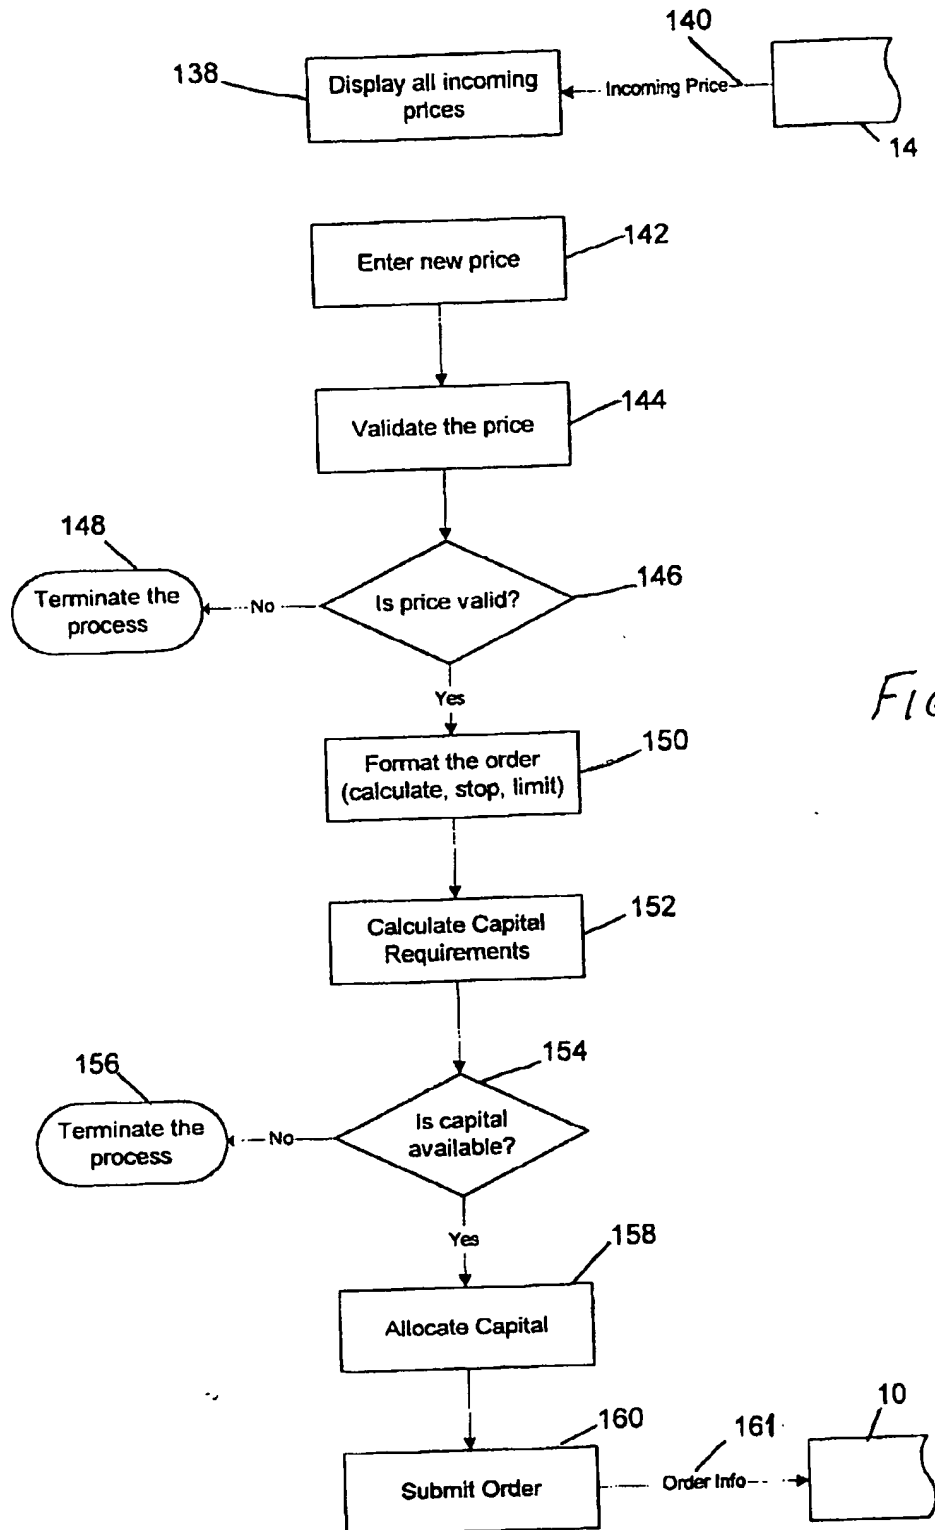 140
138
Display all incoming
prices
Incoming Price
14
142
Enter new price
144
Validate the price
148
146
Terminate the
process
No
Is price valid?
Yes
150
Format the order
(calculate, stop, limit)
152
Calculate Capital
Requirements
154
156
Terminate the
process
No
Is capital
available?
Yes
158
Allocate Capital
10
160
161
Submit Order
Order Info